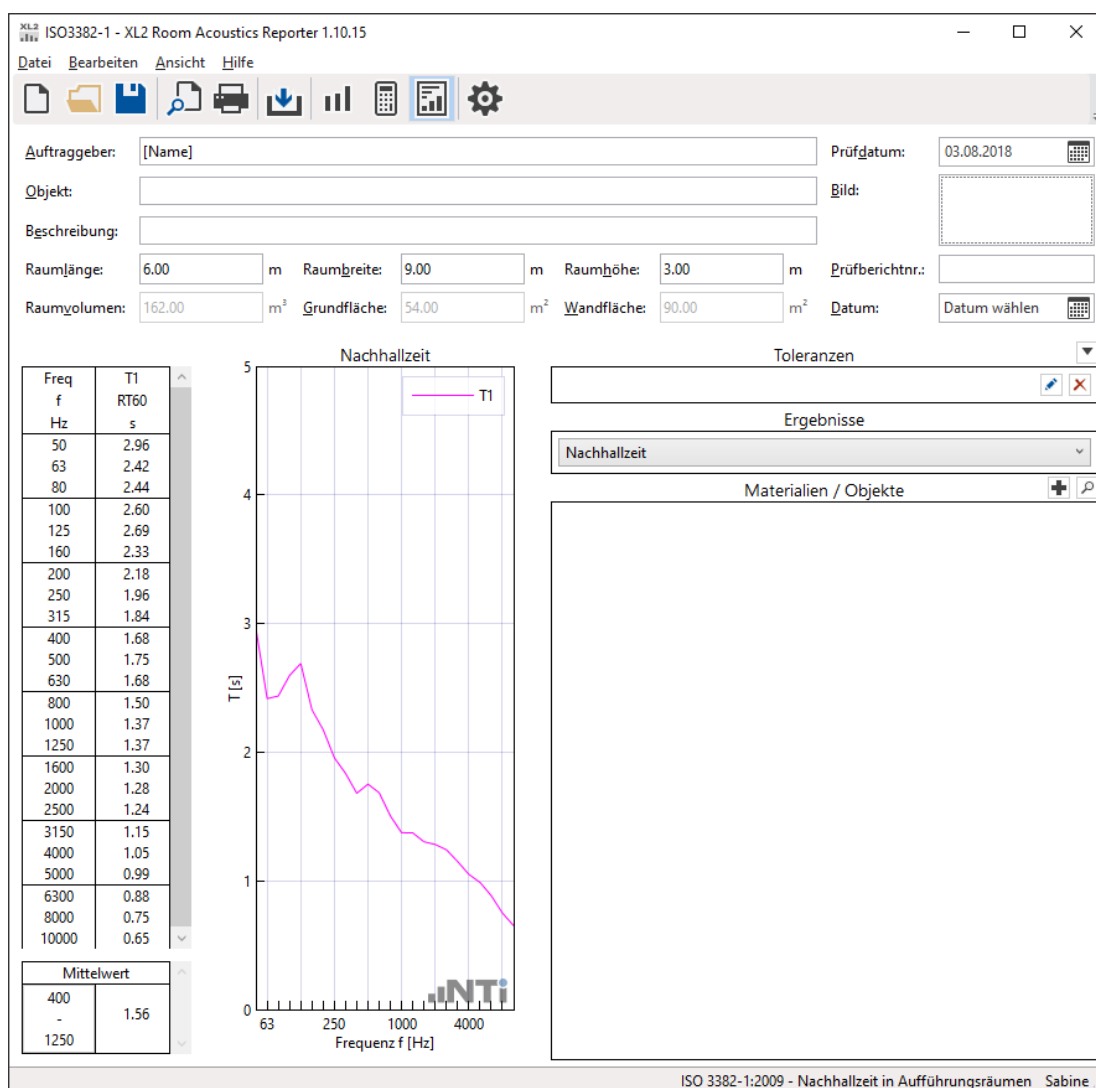 XL2 ISO3382-1 - XL2 Room Acoustics Reporter 1.10.15
Datei Bearbeiten Ansicht Hilfe
Auftraggeber: [Name] Prüfdatum: 03.08.2018
Objekt: Bild:
Beschreibung:
Raumlänge: 6.00 m Raumbreite: 9.00 m Raumhöhe: 3.00 m Prüfberichtnr.:
Raumvolumen: 162.00 m³ Grundfläche: 54.00 m² Wandfläche: 90.00 m² Datum: Datum wählen
Freq T1
f RT60
Hz s
50 2.96
63 2.42
80 2.44
100 2.60
125 2.69
160 2.33
200 2.18
250 1.96
315 1.84
400 1.68
500 1.75
630 1.68
800 1.50
1000 1.37
1250 1.37
1600 1.30
2000 1.28
2500 1.24
3150 1.15
4000 1.05
5000 0.99
6300 0.88
8000 0.75
10000 0.65
Mittelwert
400
- 1.56
1250
Nachhallzeit
T1
5
4
3
T [s]
2
1
0
NTi
63 250 1000 4000
Frequenz f [Hz]
Toleranzen
Ergebnisse
Nachhallzeit
Materialien / Objekte
ISO 3382-1:2009 - Nachhallzeit in Aufführungsräumen Sabine